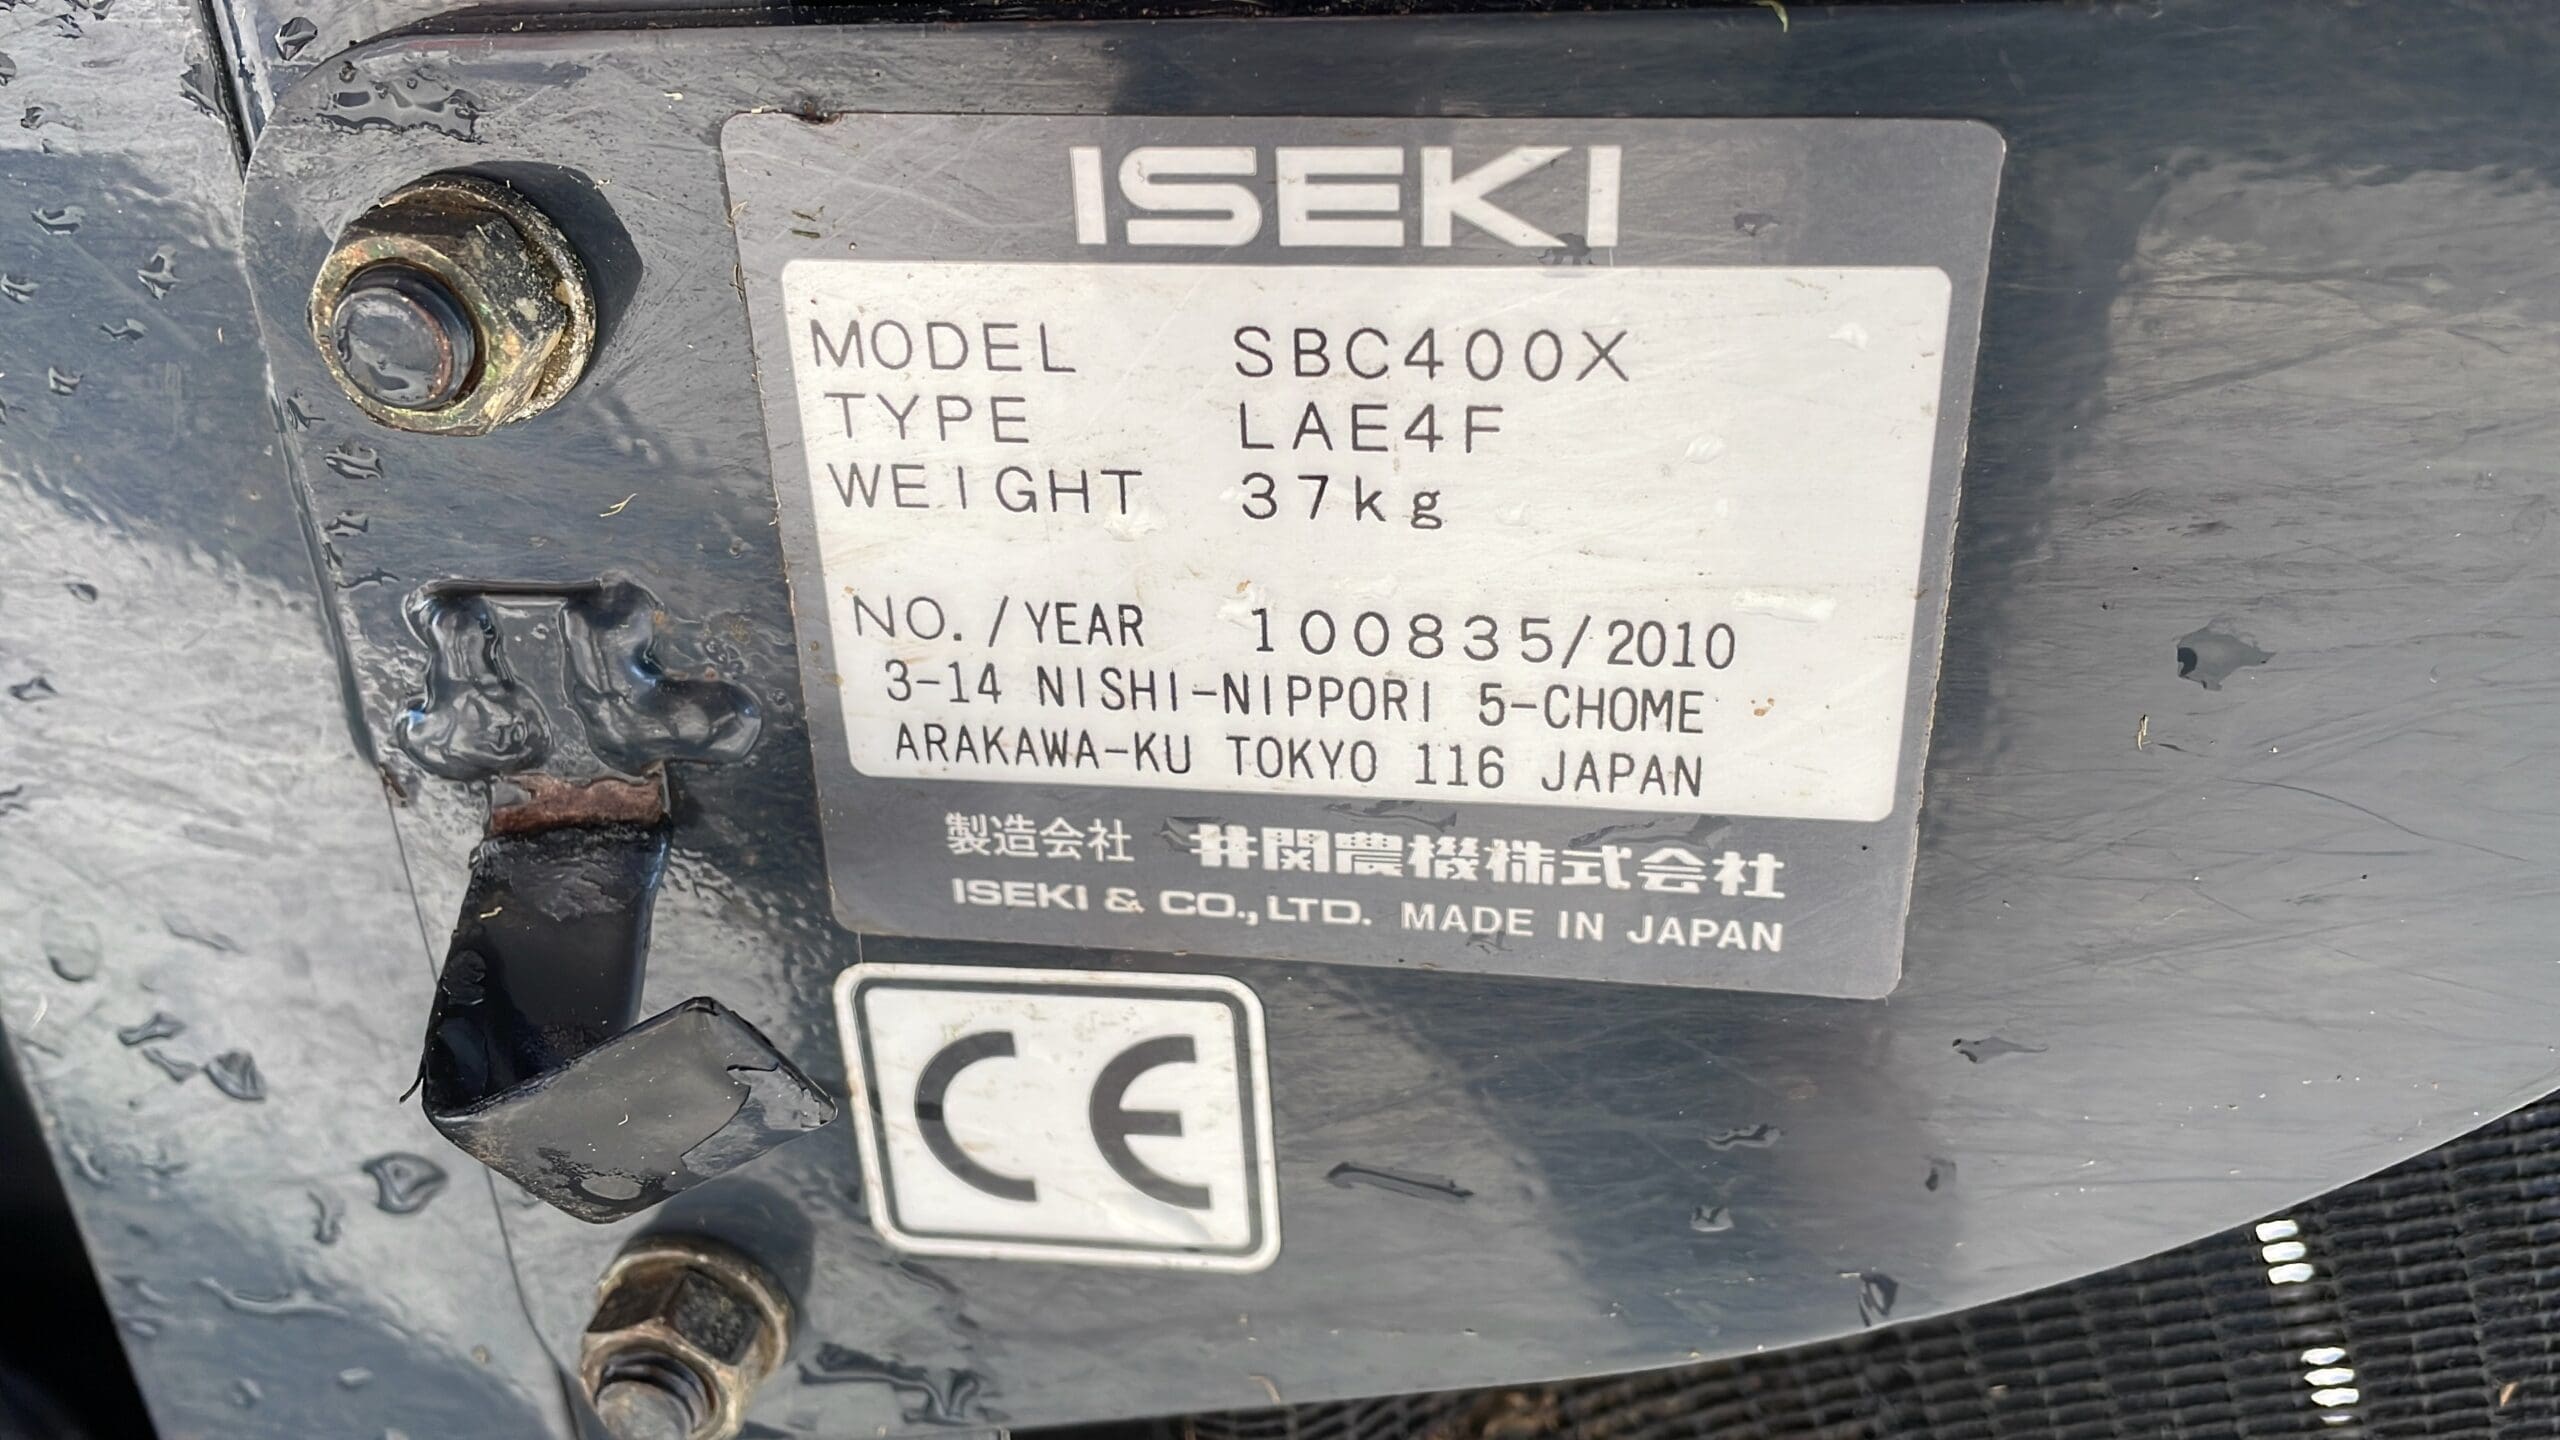 ISEKI
MODEL SBC400X
TYPE LAE4F
WEIGHT 37kg
NO./YEAR 100835/2010
3-14 NISHI-NIPPORI 5-CHOME
ARAKAWA-KU TOKYO 116 JAPAN
製造会社 井関農機株式会社
ISEKI & CO., LTD. MADE IN JAPAN
CE